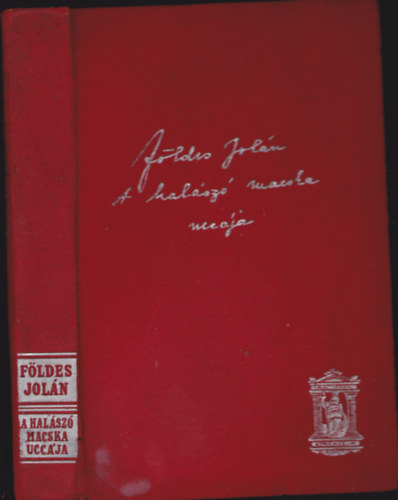 Földes Jolán
A halászó macska
uccája
FÖLDES
JOLÁN
A HALÁSZÓ
MACSKA
UCCÁJA